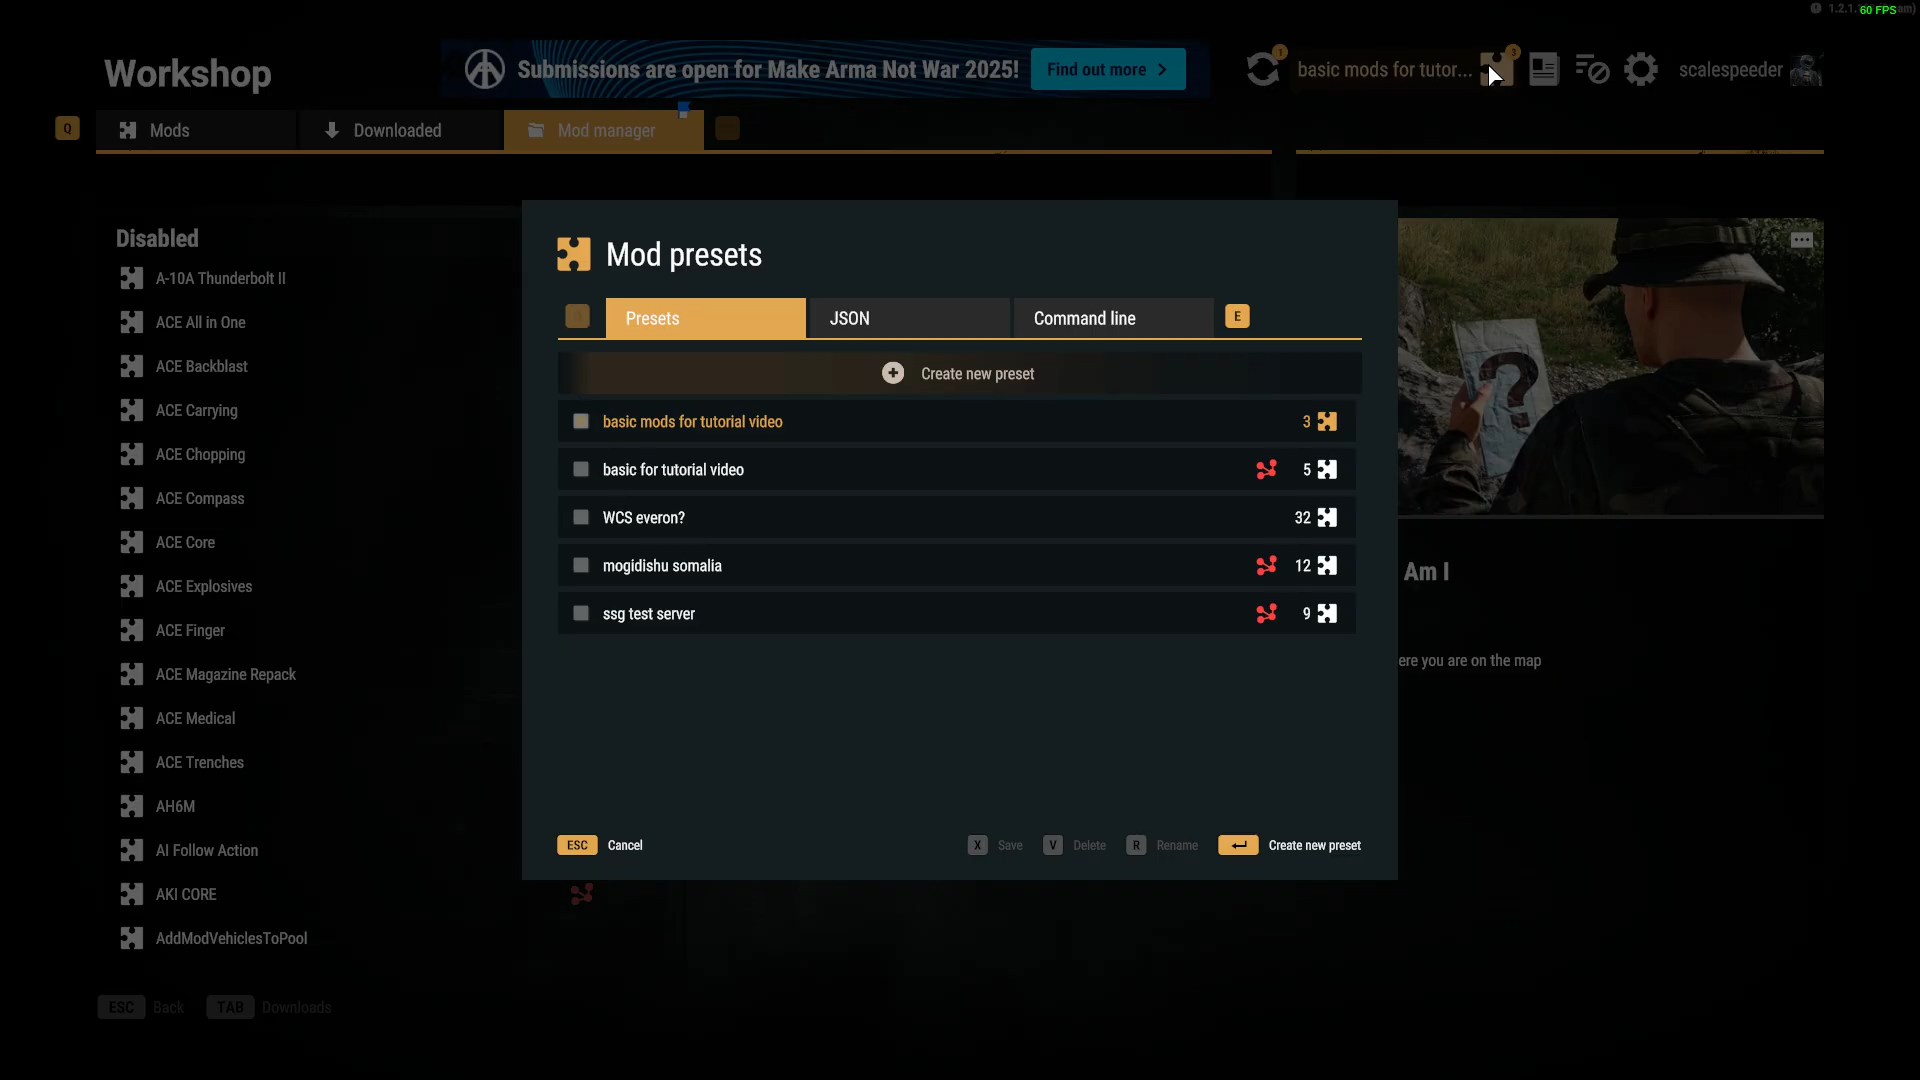 60 FPS
Workshop
Submissions are open for Make Arma Not War 2025!
Find out more
1
basic mods for tutor...
3
scalespeeder
Q
Mods
Downloaded
Mod manager
Disabled
A-10A Thunderbolt II
ACE All in One
ACE Backblast
ACE Carrying
ACE Chopping
ACE Compass
ACE Core
ACE Explosives
ACE Finger
ACE Magazine Repack
ACE Medical
ACE Trenches
AH6M
AI Follow Action
AKI CORE
AddModVehiclesToPool
Mod presets
Presets
JSON
Command line
E
Create new preset
basic mods for tutorial video 3
basic for tutorial video 5
WCS everon? 32
mogidishu somalia 12
ssg test server 9
ESC Cancel
X Save
V Delete
R Rename
Create new preset
Am I
ere you are on the map
ESC Back
TAB Downloads